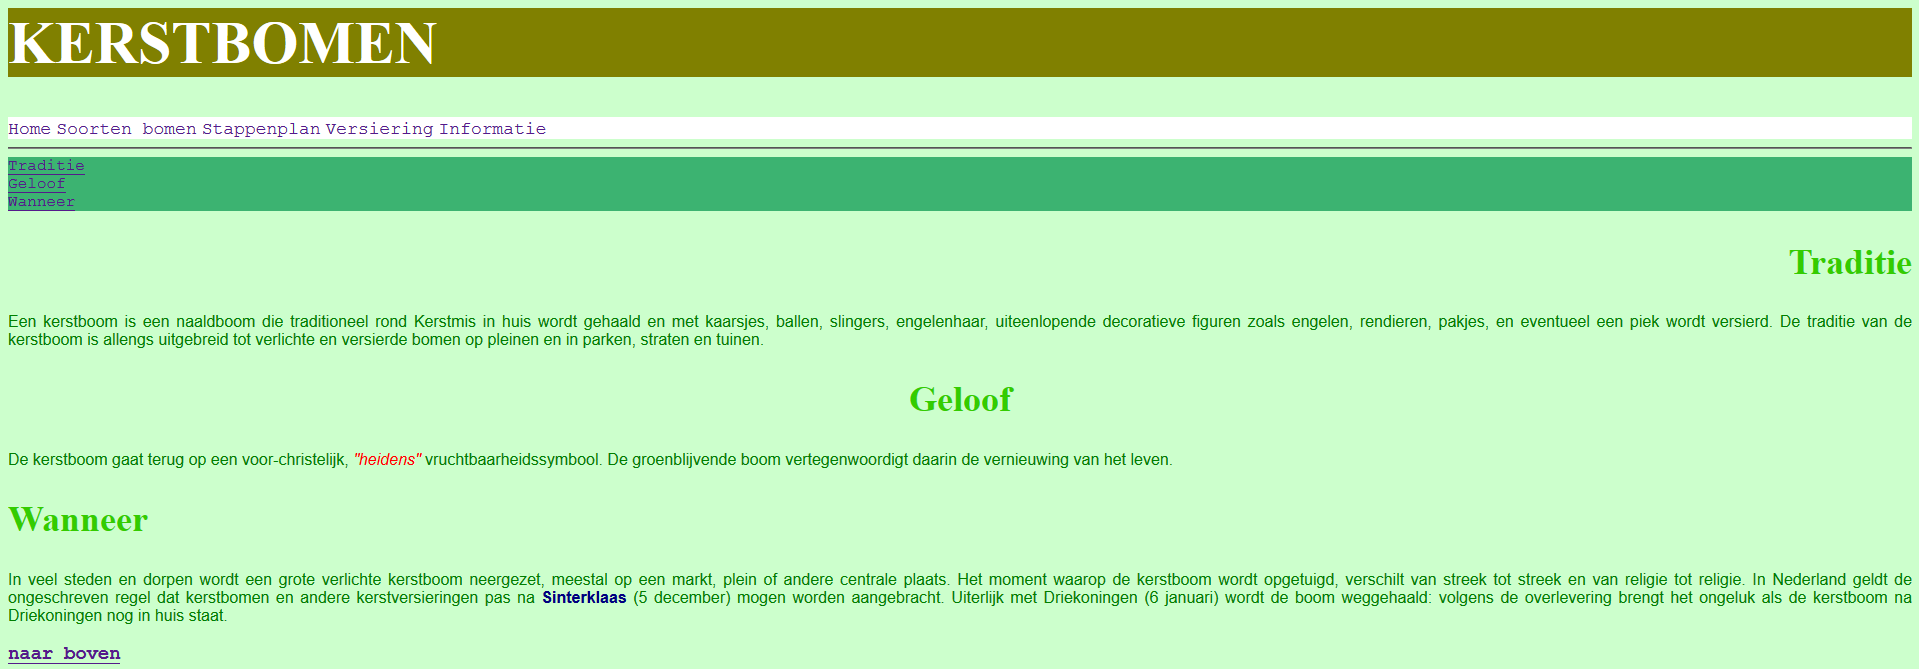 KERSTBOMEN
Home Soorten bomen Stappenplan Versiering Informatie
Traditie
Geloof
Wanneer
Traditie
Een kerstboom is een naaldboom die traditioneel rond Kerstmis in huis wordt gehaald en met kaarsjes, ballen, slingers, engelenhaar, uiteenlopende decoratieve figuren zoals engelen, rendieren, pakjes, en eventueel een piek wordt versierd. De traditie van de
kerstboom is allengs uitgebreid tot verlichte en versierde bomen op pleinen en in parken, straten en tuinen.
Geloof
De kerstboom gaat terug op een voor-christelijk, "heidens" vruchtbaarheidssymbool. De groenblijvende boom vertegenwoordigt daarin de vernieuwing van het leven.
Wanneer
In veel steden en dorpen wordt een grote verlichte kerstboom neergezet, meestal op een markt, plein of andere centrale plaats. Het moment waarop de kerstboom wordt opgetuigd, verschilt van streek tot streek en van religie tot religie. In Nederland geldt de
ongeschreven regel dat kerstbomen en andere kerstversieringen pas na Sinterklaas (5 december) mogen worden aangebracht. Uiterlijk met Driekoningen (6 januari) wordt de boom weggehaald: volgens de overlevering brengt het ongeluk als de kerstboom na
Driekoningen nog in huis staat.
naar boven